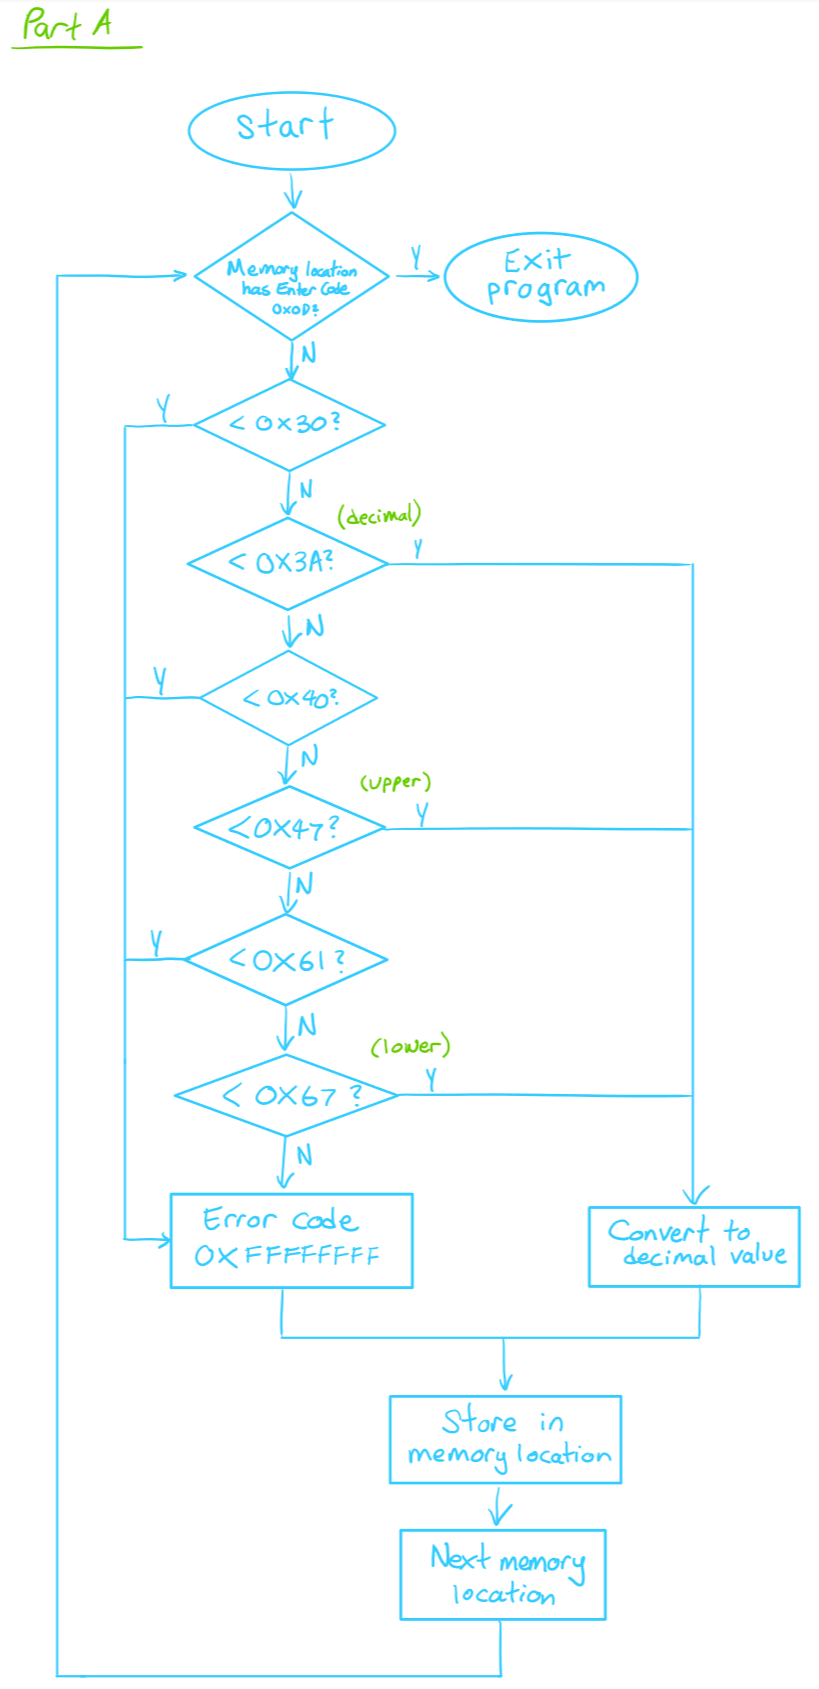 Part A
Start
Memory location
has Enter Code
0x0D?
Y
Exit
program
N
Y
< 0x30?
N
(decimal)
< 0X3A?
Y
N
Y
< 0x40?
N
(upper)
<0X47?
Y
N
Y
<0X61?
N
(lower)
< 0X67 ?
Y
N
Error code
0XFFFFFFFF
Convert to
decimal value
Store in
memory location
Next memory
location